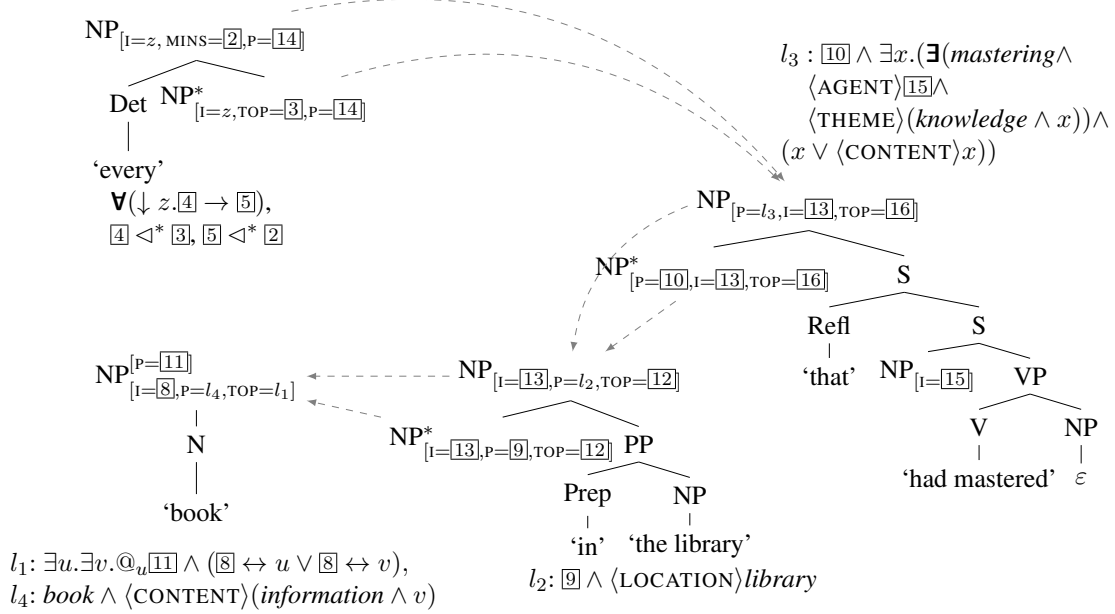 NP[I=z, MINS=2,P=14]
Det NP*[I=z,TOP=3,P=14]
'every'
∀(↓ z.4 → 5),
4 ◁* 3, 5 ◁* 2
l3 : 10 ∧ ∃x.(∃(mastering∧
⟨AGENT⟩15∧
⟨THEME⟩(knowledge ∧ x))∧
(x ∨ ⟨CONTENT⟩x))
NP[P=l3,I=13,TOP=16]
NP*[P=10,I=13,TOP=16] S
Refl S
'that' NP[I=15] VP
V NP
'had mastered' ε
NP[P=11][I=8,P=l4,TOP=l1]
N
'book'
l1: ∃u.∃v.@u11 ∧ (8 ↔ u ∨ 8 ↔ v),
l4: book ∧ ⟨CONTENT⟩(information ∧ v)
NP[I=13,P=l2,TOP=12]
NP*[I=13,P=9,TOP=12] PP
Prep NP
'in' 'the library'
l2: 9 ∧ ⟨LOCATION⟩library